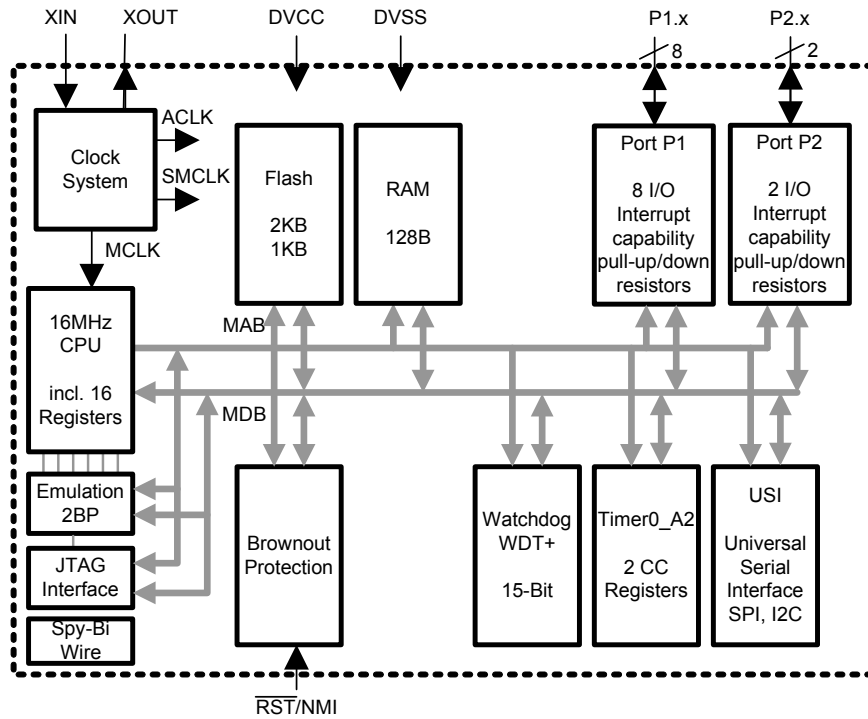 XIN
XOUT
DVCC
DVSS
P1.x
P2.x
8
2
Clock
System
ACLK
SMCLK
MCLK
Flash
2KB
1KB
RAM
128B
Port P1
8 I/O
Interrupt
capability
pull-up/down
resistors
Port P2
2 I/O
Interrupt
capability
pull-up/down
resistors
16MHz
CPU
incl. 16
Registers
MAB
MDB
Emulation
2BP
JTAG
Interface
Spy-Bi
Wire
Brownout
Protection
Watchdog
WDT+
15-Bit
Timer0_A2
2 CC
Registers
USI
Universal
Serial
Interface
SPI, I2C
RST/NMI